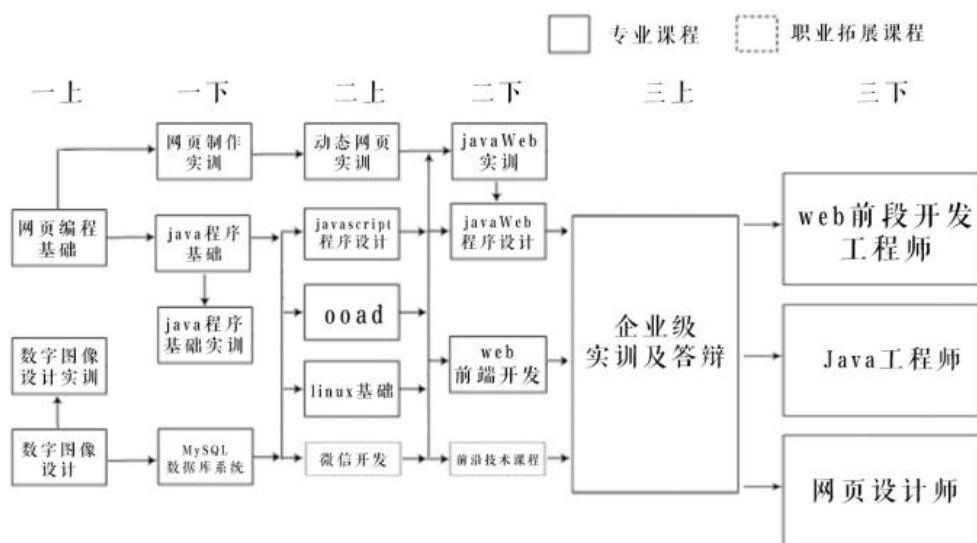 专业课程
职业拓展课程
一上
一下
二上
二下
三上
三下
网页制作
实训
动态网页
实训
javaWeb
实训
网页编程
基础
java程序
基础
javascript
程序设计
javaWeb
程序设计
java程序
基础实训
ooad
数字图像
设计实训
linux基础
web
前端开发
数字图像
设计
MySQL
数据库系统
微信开发
前沿技术课程
企业级
实训及答辩
web前段开发
工程师
Java工程师
网页设计师